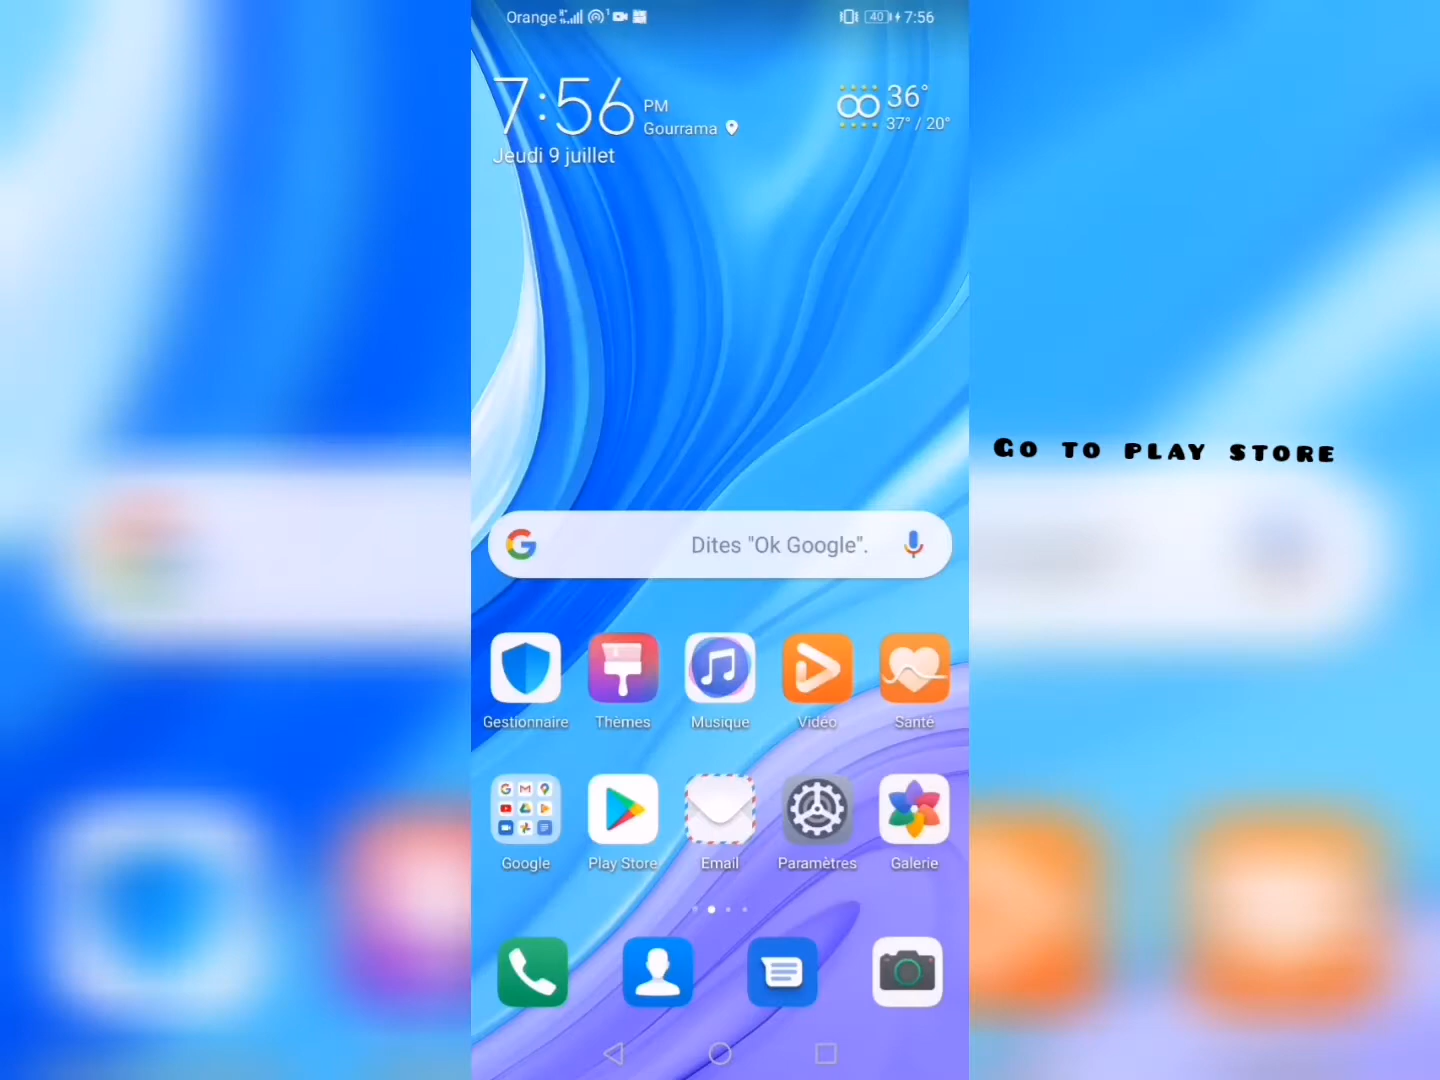 Orange 40 7:56
7:56 PM
Gourrama
Jeudi 9 juillet
36°
37° / 20°
Go to play store
Dites "Ok Google".
Gestionnaire Thèmes Musique Vidéo Santé
Google Play Store Email Paramètres Galerie